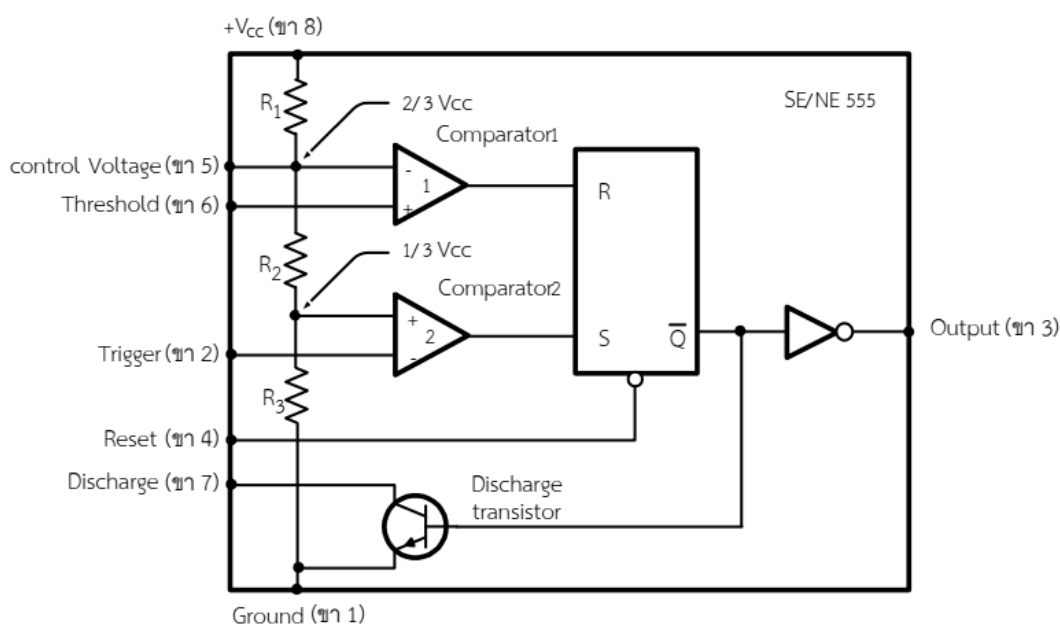 +Vcc (ขา 8)
SE/NE 555
R1
2/3 Vcc
Comparator1
control Voltage (ขา 5)
-
1
+
R
Threshold (ขา 6)
R2
1/3 Vcc
Comparator2
+
2
-
S
Q̅
Output (ขา 3)
Trigger (ขา 2)
R3
Reset (ขา 4)
Discharge (ขา 7)
Discharge
transistor
Ground (ขา 1)